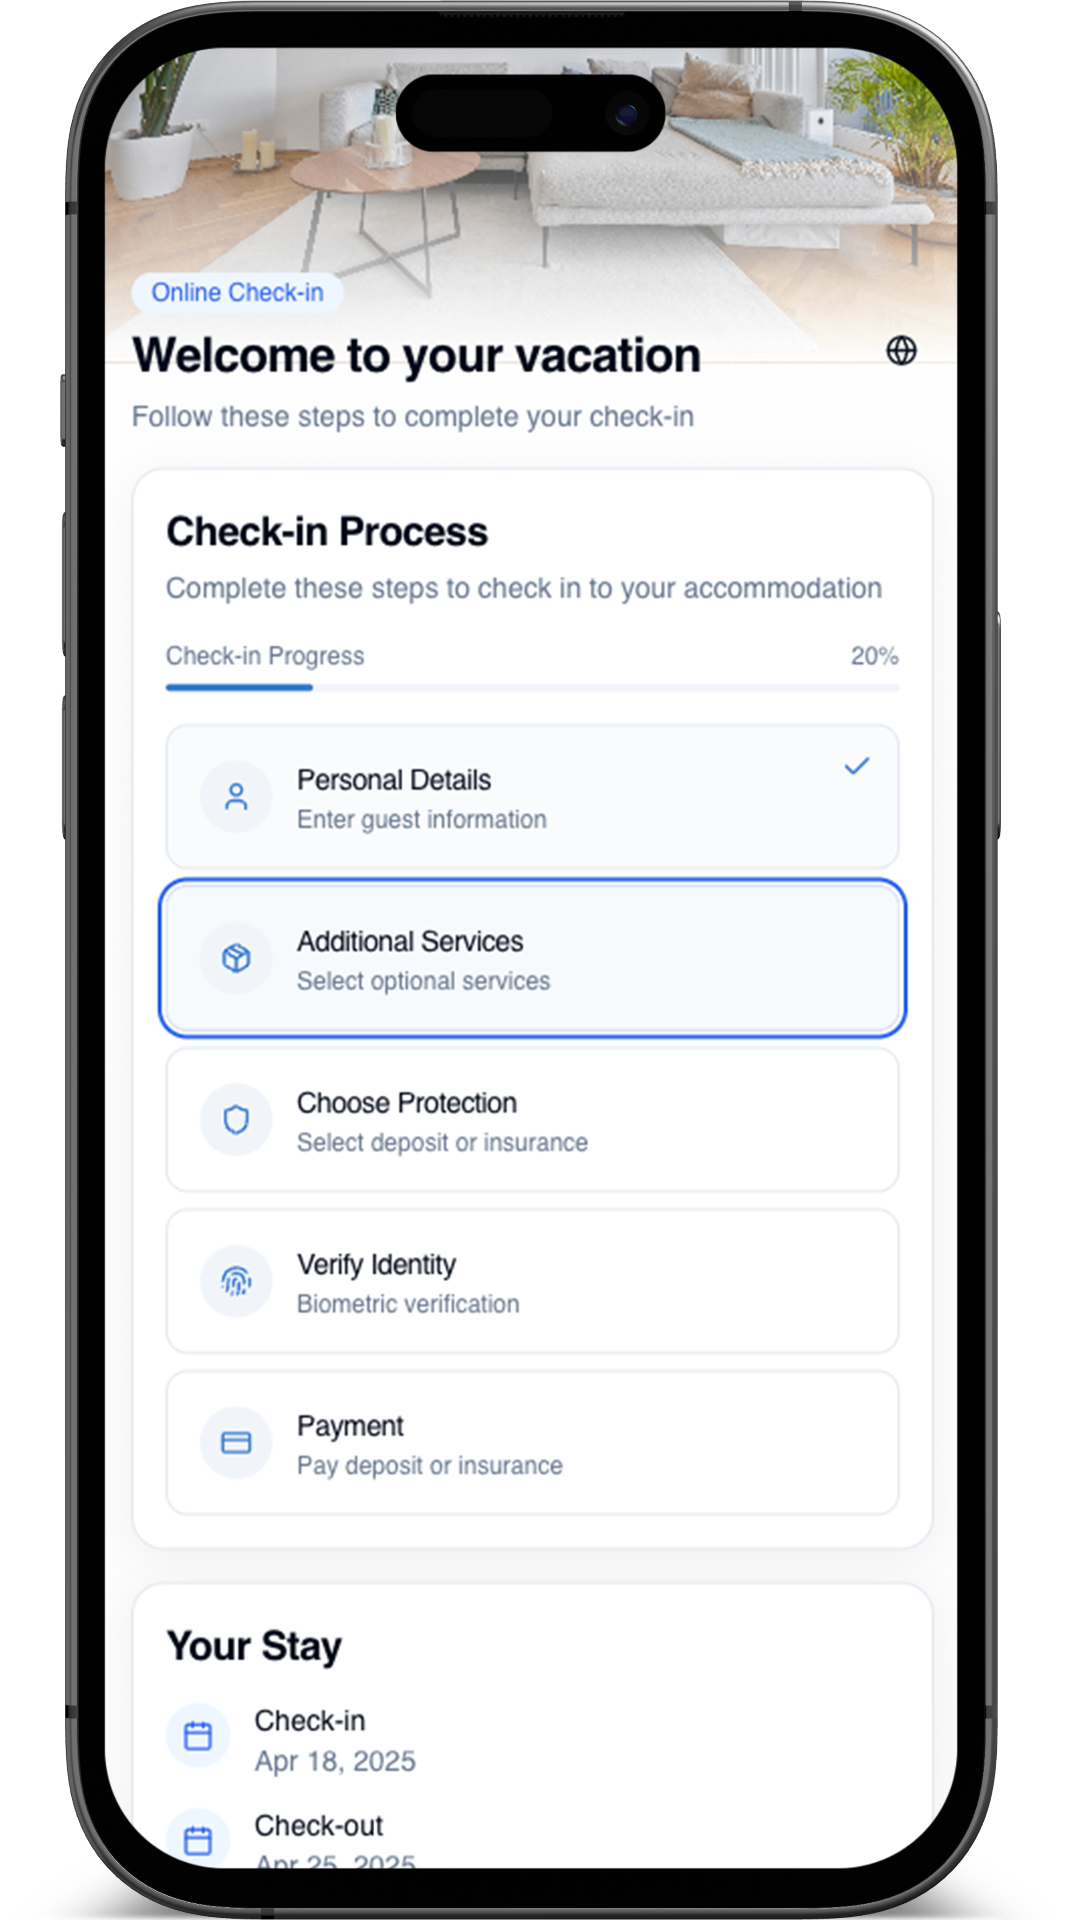 Online Check-in
Welcome to your vacation
Follow these steps to complete your check-in
Check-in Process
Complete these steps to check in to your accommodation
Check-in Progress 20%
Personal Details
Enter guest information
Additional Services
Select optional services
Choose Protection
Select deposit or insurance
Verify Identity
Biometric verification
Payment
Pay deposit or insurance
Your Stay
Check-in
Apr 18, 2025
Check-out
Apr 25, 2025